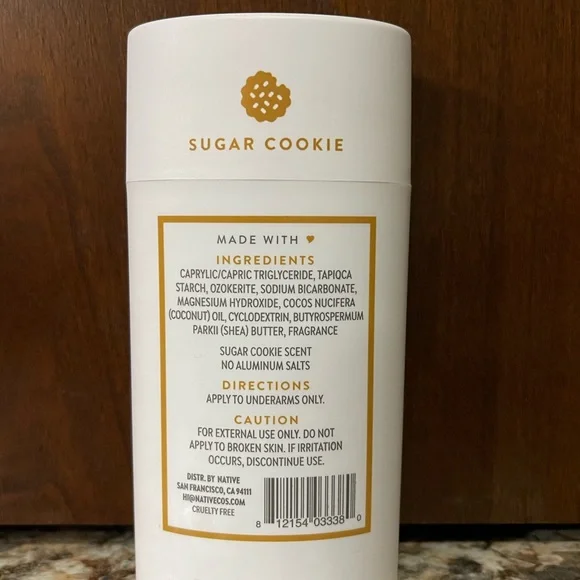 SUGAR COOKIE
MADE WITH
INGREDIENTS
CAPRYLIC/CAPRIC TRIGLYCERIDE, TAPIOCA
STARCH, OZOKERITE, SODIUM BICARBONATE,
MAGNESIUM HYDROXIDE, COCOS NUCIFERA
(COCONUT) OIL, CYCLODEXTRIN, BUTYROSPERMUM
PARKII (SHEA) BUTTER, FRAGRANCE
SUGAR COOKIE SCENT
NO ALUMINUM SALTS
DIRECTIONS
APPLY TO UNDERARMS ONLY.
CAUTION
FOR EXTERNAL USE ONLY. DO NOT
APPLY TO BROKEN SKIN. IF IRRITATION
OCCURS, DISCONTINUE USE.
DISTR. BY NATIVE
SAN FRANCISCO, CA 94111
HI@NATIVECOS.COM
CRUELTY FREE
8 12154 03338 0